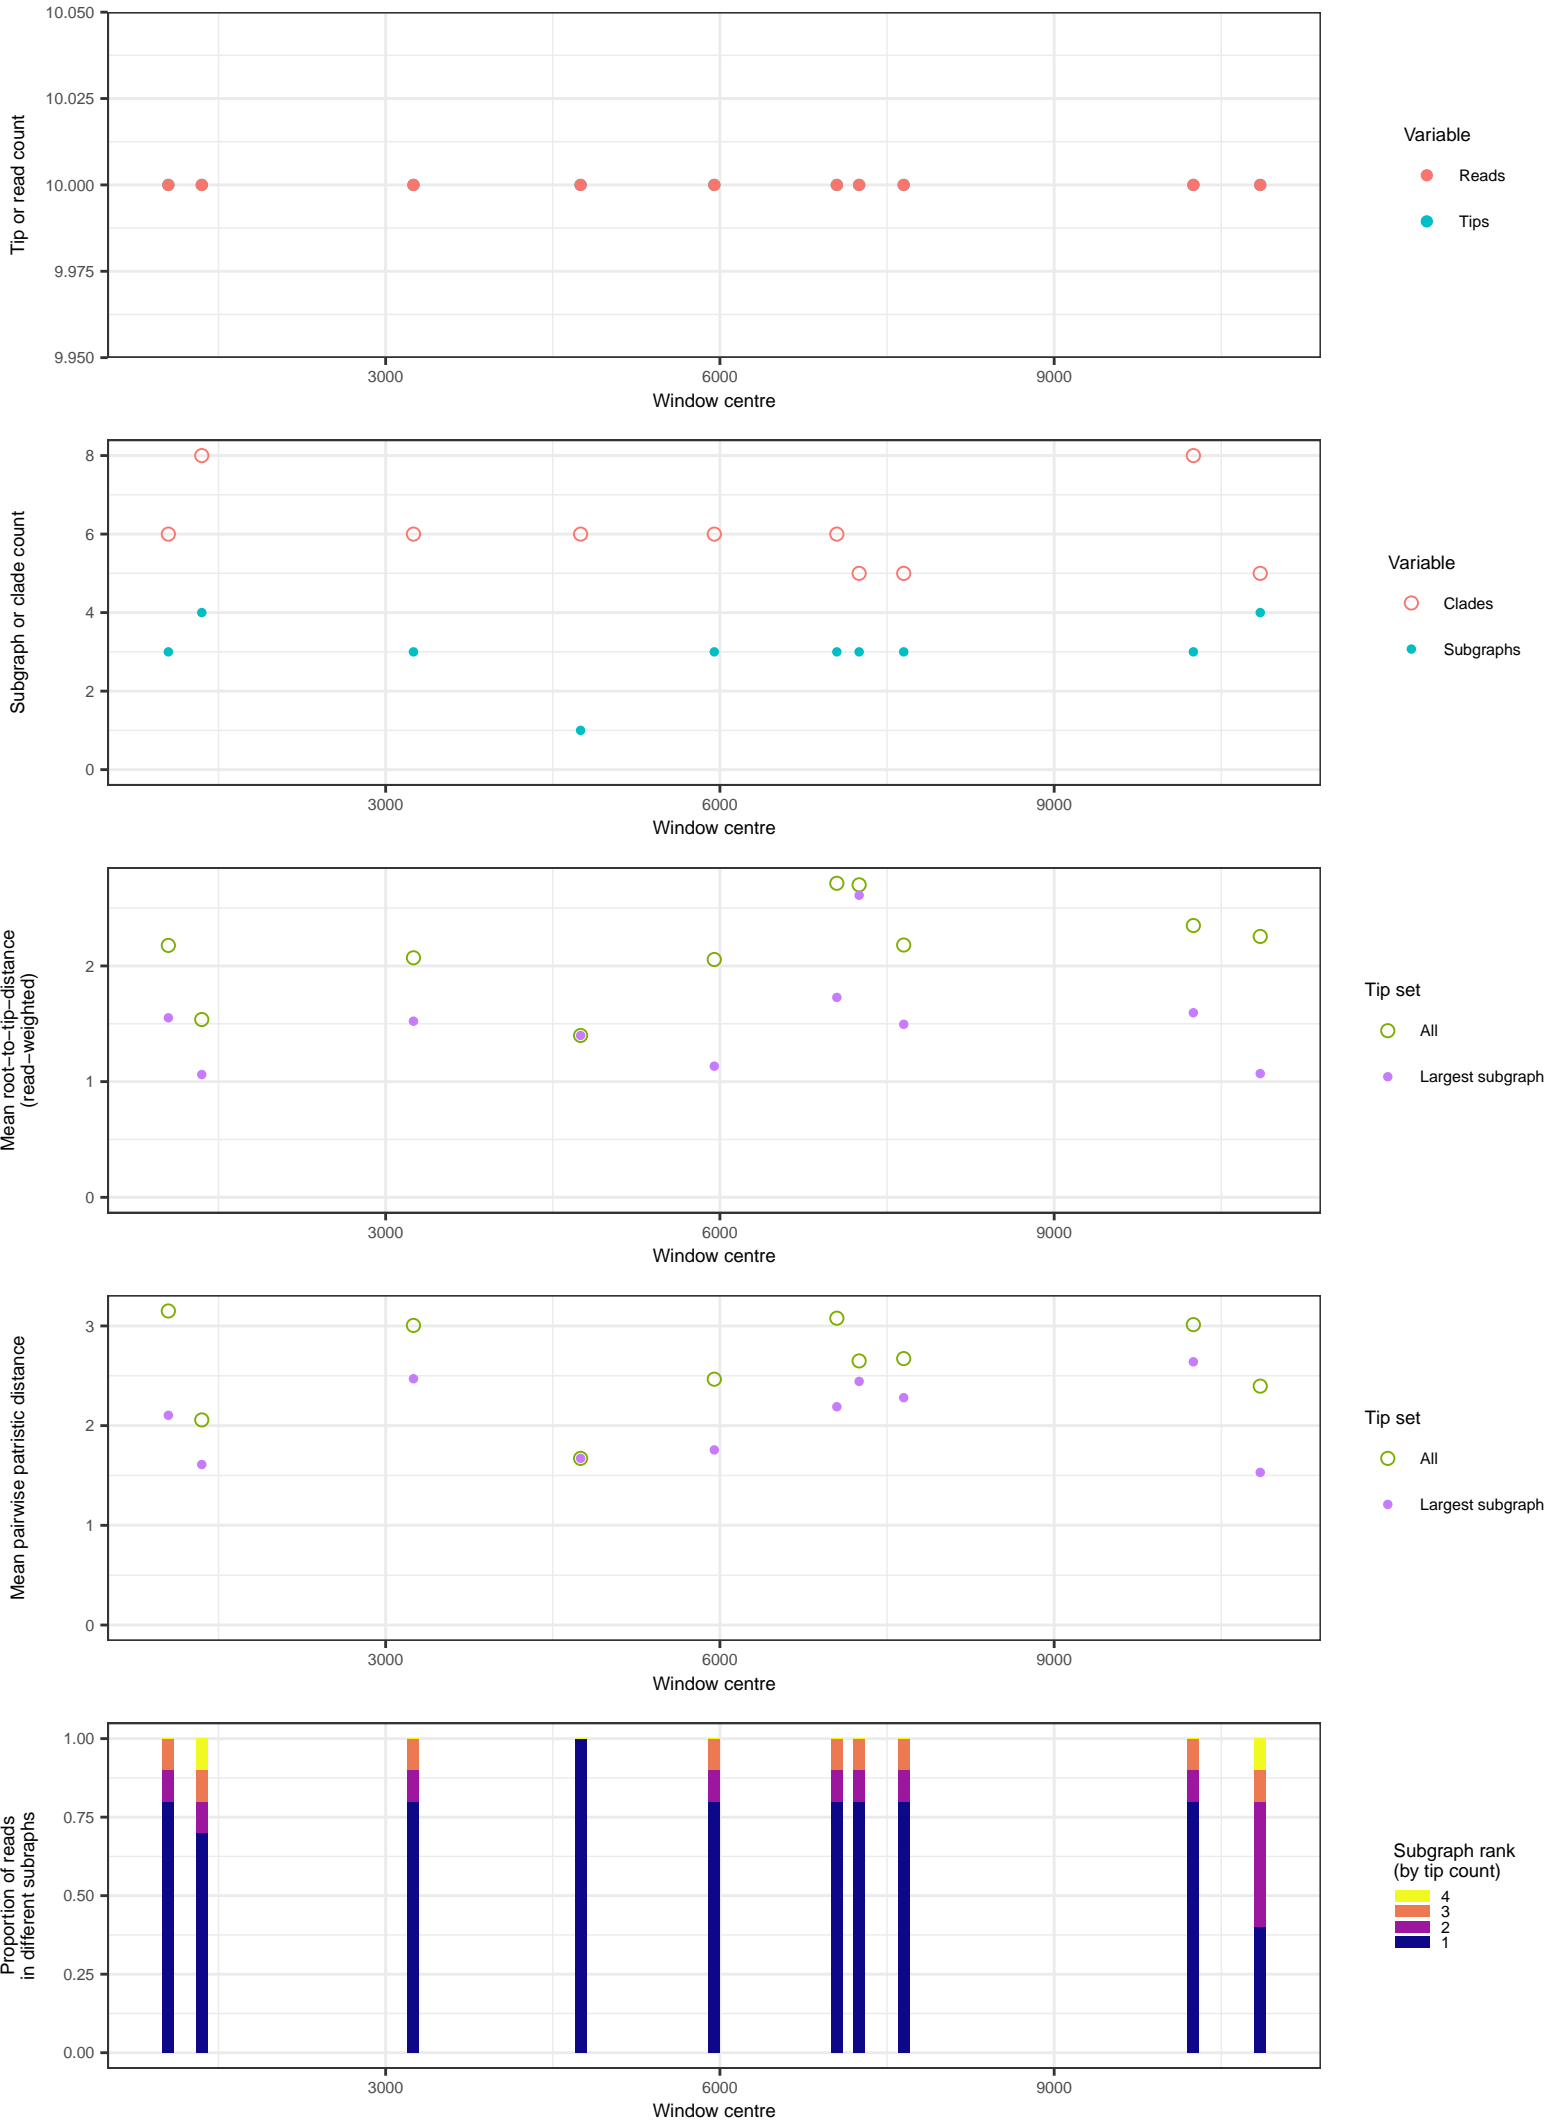 10.050
10.025
10.000
9.975
9.950
Tip or read count
3000
6000
9000
Window centre
Variable
Reads
Tips
8
6
4
2
0
Subgraph or clade count
3000
6000
9000
Window centre
Variable
Clades
Subgraphs
2
1
0
Mean root−to−tip−distance
(read−weighted)
3000
6000
9000
Window centre
Tip set
All
Largest subgraph
3
2
1
0
Mean pairwise patristic distance
3000
6000
9000
Window centre
Tip set
All
Largest subgraph
1.00
0.75
0.50
0.25
0.00
Proportion of reads
in different subraphs
3000
6000
9000
Window centre
Subgraph rank
(by tip count)
4
3
2
1